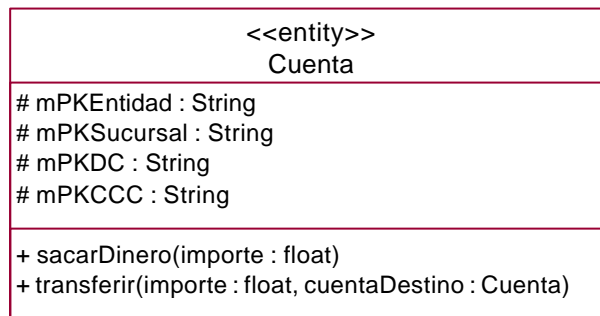 <<entity>>
Cuenta
# mPKEntidad : String
# mPKSucursal : String
# mPKDC : String
# mPKCCC : String
+ sacarDinero(importe : float)
+ transferir(importe : float, cuentaDestino : Cuenta)